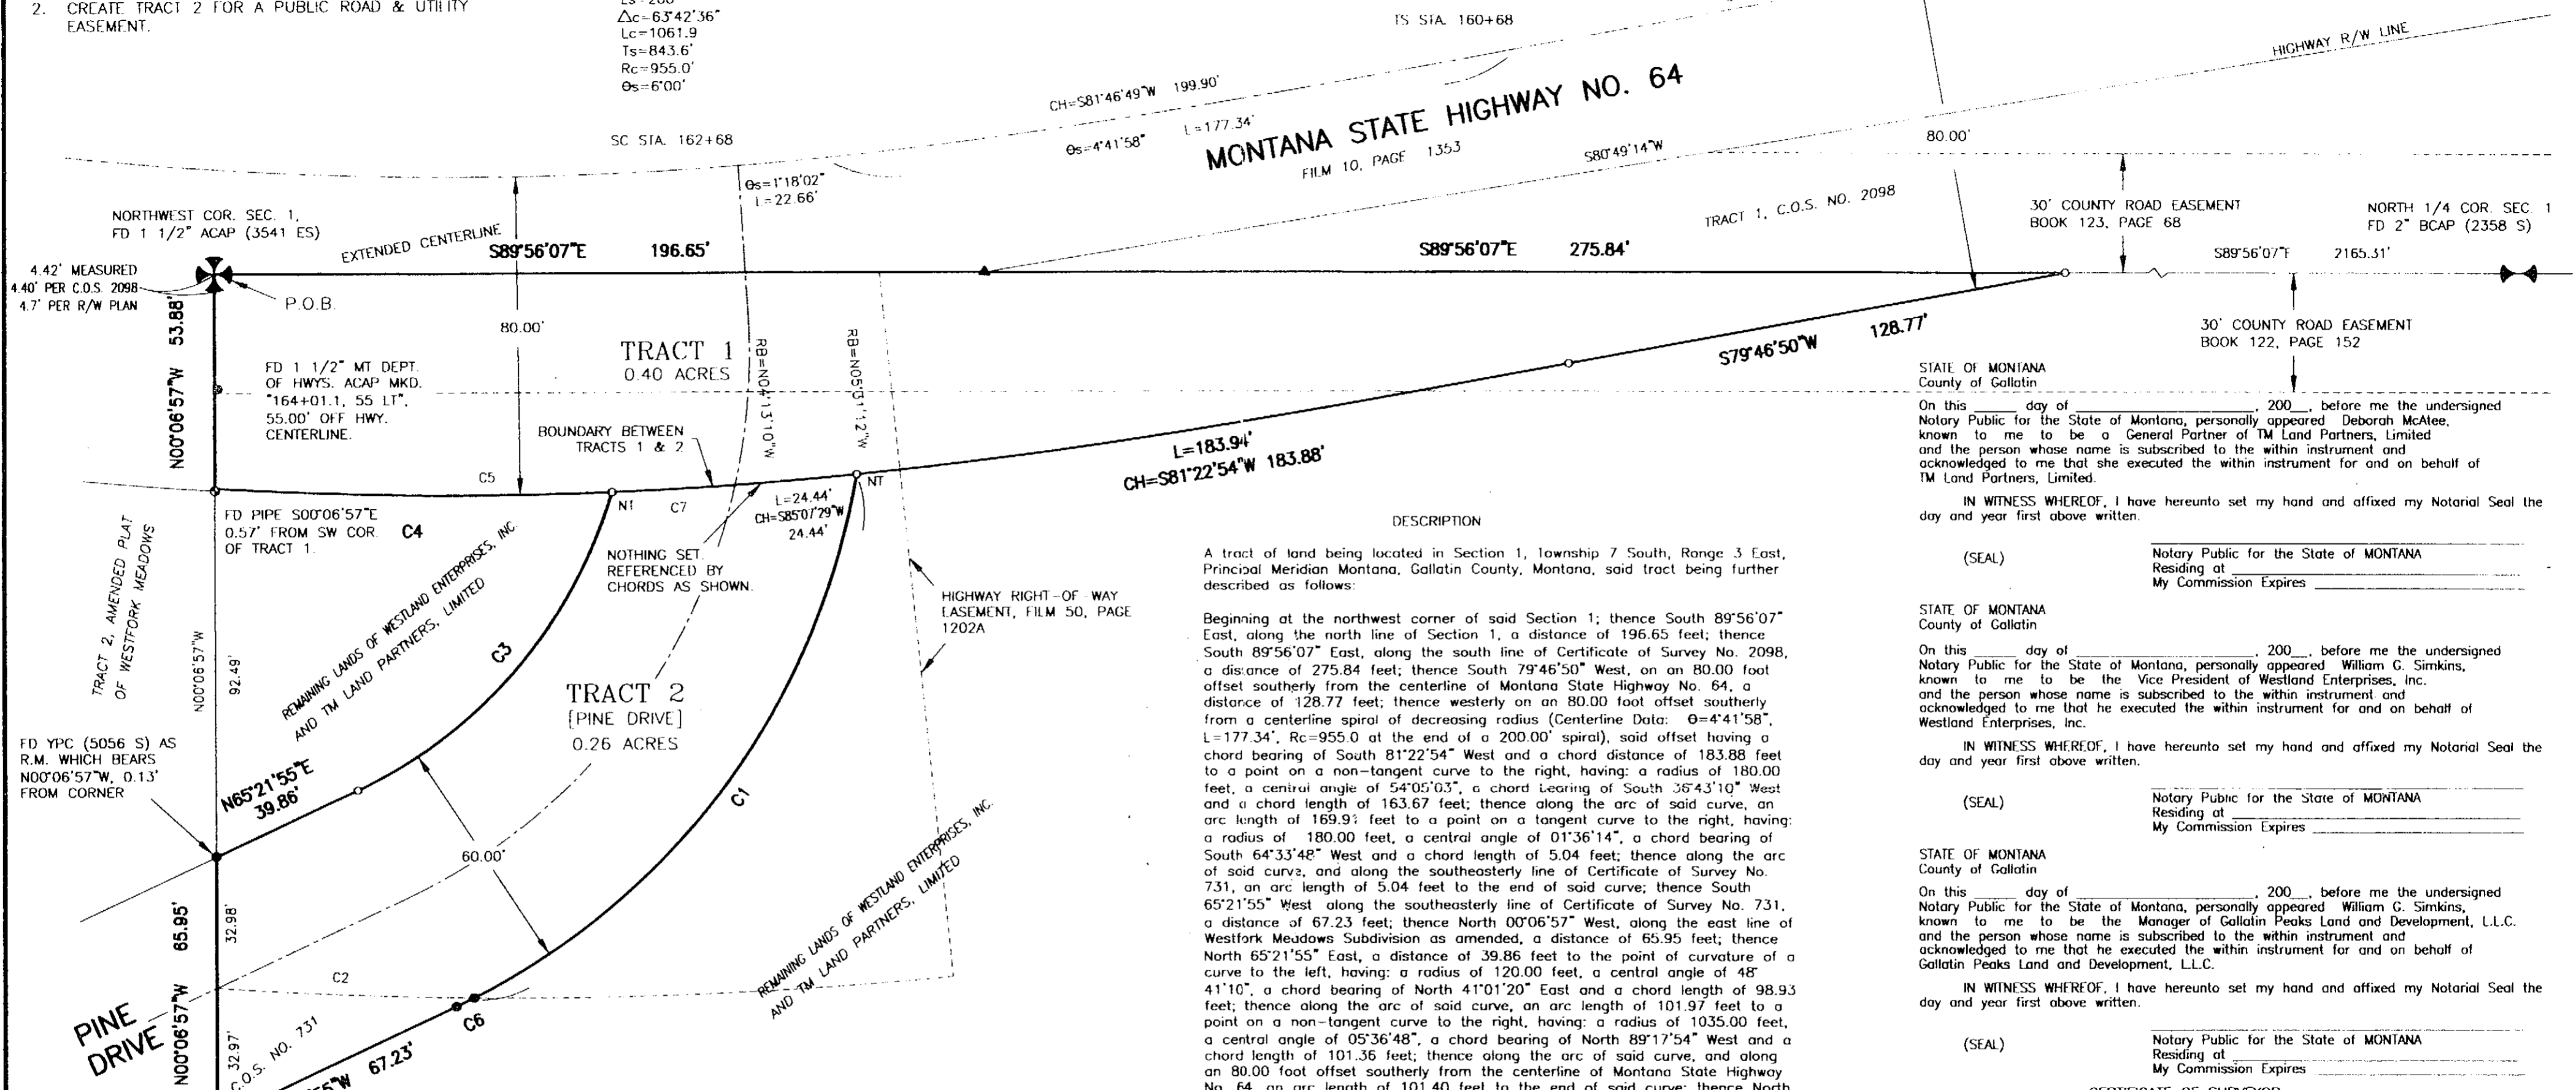 2. CREATE TRACT 2 FOR A PUBLIC ROAD & UTILITY
EASEMENT.
Δc=63°42'36"
Lc=1061.9
Ts=843.6'
Rc=955.0'
Θs=6°00'
TS STA. 160+68
HIGHWAY R/W LINE
CH=S81°46'49"W 199.90'
L=177.34'
Θs=4°41'58"
MONTANA STATE HIGHWAY NO. 64
FILM 10, PAGE 1353
S80°49'14"W
80.00'
SC STA. 162+68
Θs=1°18'02"
L=22.66'
NORTHWEST COR. SEC. 1,
FD 1 1/2" ACAP (3541 ES)
EXTENDED CENTERLINE
S89°56'07"E 196.65'
S89°56'07"E 275.84'
TRACT 1, C.O.S. NO. 2098
30' COUNTY ROAD EASEMENT
BOOK 123, PAGE 68
NORTH 1/4 COR. SEC. 1
FD 2" BCAP (2358 S)
S89°56'07"E 2165.31'
4.42' MEASURED
4.40' PER C.O.S. 2098
4.7' PER R/W PLAN
P.O.B.
N00°06'57"W 53.88'
80.00'
TRACT 1
0.40 ACRES
RB=N04°13'10"W
RB=N05°31'12"W
S79°46'50"W 128.77'
30' COUNTY ROAD EASEMENT
BOOK 122, PAGE 152
FD 1 1/2" MT DEPT.
OF HWYS. ACAP MKD.
"164+01.1, 55 LT",
55.00' OFF HWY.
CENTERLINE.
BOUNDARY BETWEEN
TRACTS 1 & 2
L=183.94'
CH=S81°22'54"W 183.88'
C5
NT
C7
NT
L=24.44'
CH=S85°07'29"W
24.44'
FD PIPE S00°06'57"E
0.57' FROM SW COR.
OF TRACT 1.
C4
NOTHING SET.
REFERENCED BY
CHORDS AS SHOWN.
TRACT 2, AMENDED PLAT
OF WESTFORK MEADOWS
N00°06'57"W
92.49'
REMAINING LANDS OF WESTLAND ENTERPRISES, INC.
AND TM LAND PARTNERS, LIMITED
C3
TRACT 2
[PINE DRIVE]
0.26 ACRES
HIGHWAY RIGHT-OF-WAY
EASEMENT, FILM 50, PAGE
1202A
FD YPC (5056 S) AS
R.M. WHICH BEARS
N00°06'57"W, 0.13'
FROM CORNER
N65°21'55"E
39.86'
C1
60.00'
REMAINING LANDS OF WESTLAND ENTERPRISES, INC.
AND TM LAND PARTNERS, LIMITED
N00°06'57"W 65.95'
32.98'
32.97'
C2
C6
PINE
DRIVE
C.O.S. NO. 731
67.23'
DESCRIPTION
A tract of land being located in Section 1, Township 7 South, Range 3 East,
Principal Meridian Montana, Gallatin County, Montana, said tract being further
described as follows:
Beginning at the northwest corner of said Section 1; thence South 89°56'07"
East, along the north line of Section 1, a distance of 196.65 feet; thence
South 89°56'07" East, along the south line of Certificate of Survey No. 2098,
a distance of 275.84 feet; thence South 79°46'50" West, on an 80.00 foot
offset southerly from the centerline of Montana State Highway No. 64, a
distance of 128.77 feet; thence westerly on an 80.00 foot offset southerly
from a centerline spiral of decreasing radius (Centerline Data: Θ=4°41'58",
L=177.34', Rc=955.0 at the end of a 200.00' spiral), said offset having a
chord bearing of South 81°22'54" West and a chord distance of 183.88 feet
to a point on a non-tangent curve to the right, having: a radius of 180.00
feet, a central angle of 54°05'03", a chord bearing of South 36°43'10" West
and a chord length of 163.67 feet; thence along the arc of said curve, an
arc length of feet to a point on a tangent curve to the right, having:
a radius of 180.00 feet, a central angle of 01°36'14", a chord bearing of
South 64°33'48" West and a chord length of 5.04 feet; thence along the arc
of said curve, and along the southeasterly line of Certificate of Survey No.
731, an arc length of 5.04 feet to the end of said curve; thence South
65°21'55" West along the southeasterly line of Certificate of Survey No. 731,
a distance of 67.23 feet; thence North 00°06'57" West, along the east line of
Westfork Meadows Subdivision as amended, a distance of 65.95 feet; thence
North 65°21'55" East, a distance of 39.86 feet to the point of curvature of a
curve to the left, having: a radius of 120.00 feet, a central angle of 48°
41'10", a chord bearing of North 41°01'20" East and a chord length of 98.93
feet; thence along the arc of said curve, an arc length of 101.97 feet to a
point on a non-tangent curve to the right, having: a radius of 1035.00 feet,
a central angle of 05°36'48", a chord bearing of North 89°17'54" West and a
chord length of 101.36 feet; thence along the arc of said curve, and along
an 80.00 foot offset southerly from the centerline of Montana State Highway
No. 64, an arc length of 101.40 feet to the end of said curve; thence North
STATE OF MONTANA
County of Gallatin
On this ____ day of ____, 200__, before me the undersigned
Notary Public for the State of Montana, personally appeared Deborah McAtee,
known to me to be a General Partner of TM Land Partners, Limited
and the person whose name is subscribed to the within instrument and
acknowledged to me that she executed the within instrument for and on behalf of
TM Land Partners, Limited.
IN WITNESS WHEREOF, I have hereunto set my hand and affixed my Notarial Seal the
day and year first above written.
(SEAL)
Notary Public for the State of MONTANA
Residing at
My Commission Expires
STATE OF MONTANA
County of Gallatin
On this ____ day of ____, 200__, before me the undersigned
Notary Public for the State of Montana, personally appeared William G. Simkins,
known to me to be the Vice President of Westland Enterprises, Inc.
and the person whose name is subscribed to the within instrument and
acknowledged to me that he executed the within instrument for and on behalf of
Westland Enterprises, Inc.
IN WITNESS WHEREOF, I have hereunto set my hand and affixed my Notarial Seal the
day and year first above written.
(SEAL)
Notary Public for the State of MONTANA
Residing at
My Commission Expires
STATE OF MONTANA
County of Gallatin
On this ____ day of ____, 200__, before me the undersigned
Notary Public for the State of Montana, personally appeared William G. Simkins,
known to me to be the Manager of Gallatin Peaks Land and Development, L.L.C.
and the person whose name is subscribed to the within instrument and
acknowledged to me that he executed the within instrument for and on behalf of
Gallatin Peaks Land and Development, L.L.C.
IN WITNESS WHEREOF, I have hereunto set my hand and affixed my Notarial Seal the
day and year first above written.
(SEAL)
Notary Public for the State of MONTANA
Residing at
My Commission Expires